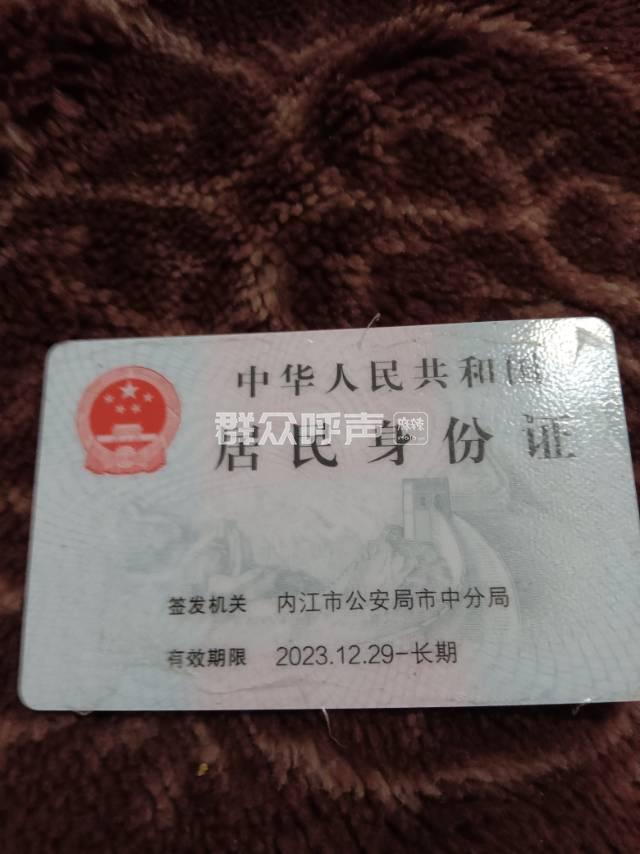 中华人民共和国
群众呼声 麻辣
居民身份证
签发机关 内江市公安局市中分局
有效期限 2023.12.29-长期